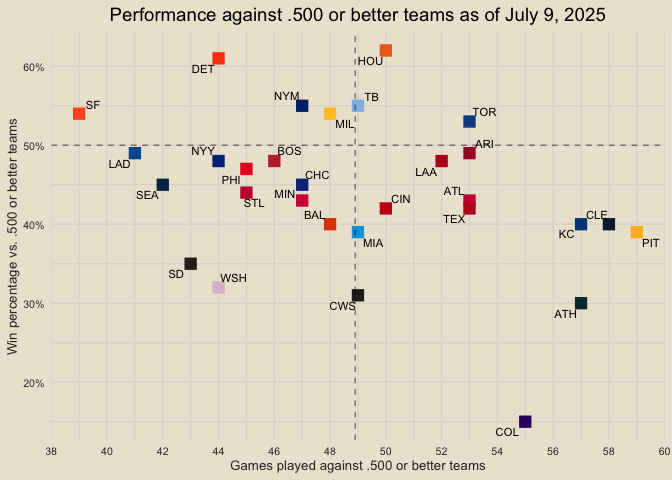 Performance against .500 or better teams as of July 9, 2025
Win percentage vs. .500 or better teams
60%
50%
40%
30%
20%
HOU
DET
SF
NYM
TB
MIL
TOR
LAD
NYY
BOS
ARI
LAA
PHI
SEA
CHC
STL
MIN
ATL
CIN
TEX
BAL
MIA
KC
CLE
PIT
SD
WSH
CWS
ATH
COL
38 40 42 44 46 48 50 52 54 56 58 60
Games played against .500 or better teams